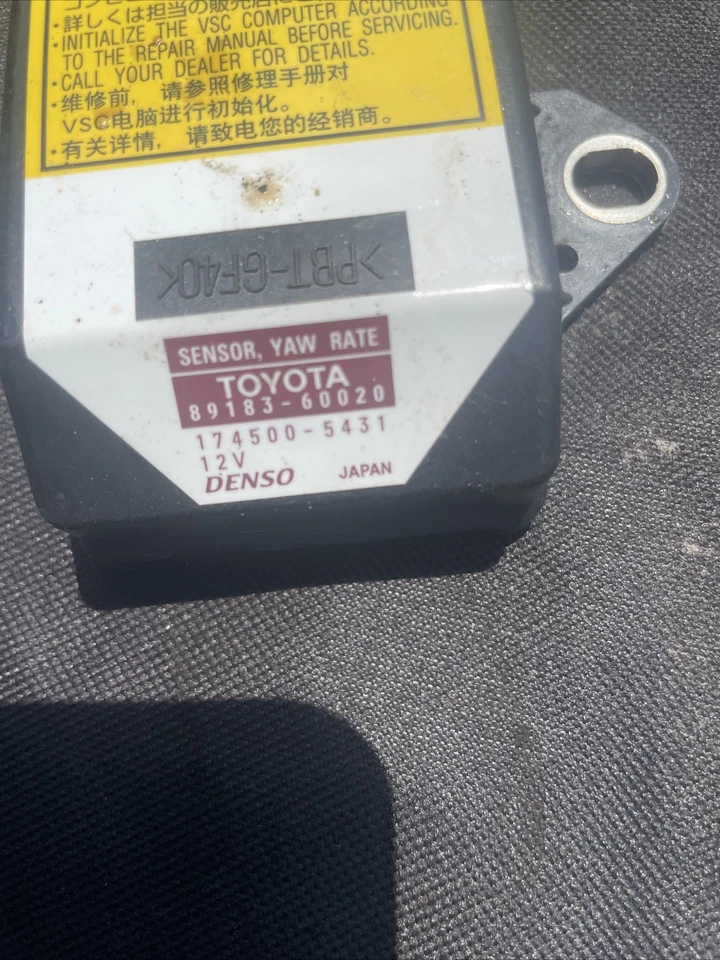 ・詳しくは担当の販売店に
・INITIALIZE THE VSC COMPUTER ACCORDING
TO THE REPAIR MANUAL BEFORE SERVICING.
・CALL YOUR DEALER FOR DETAILS.
・维修前，请参照修理手册对
VSC电脑进行初始化。
・有关详情，请致电您的经销商。
>PBT-GF40<
SENSOR, YAW RATE
TOYOTA
89183-60020
174500-5431
12V
DENSO JAPAN